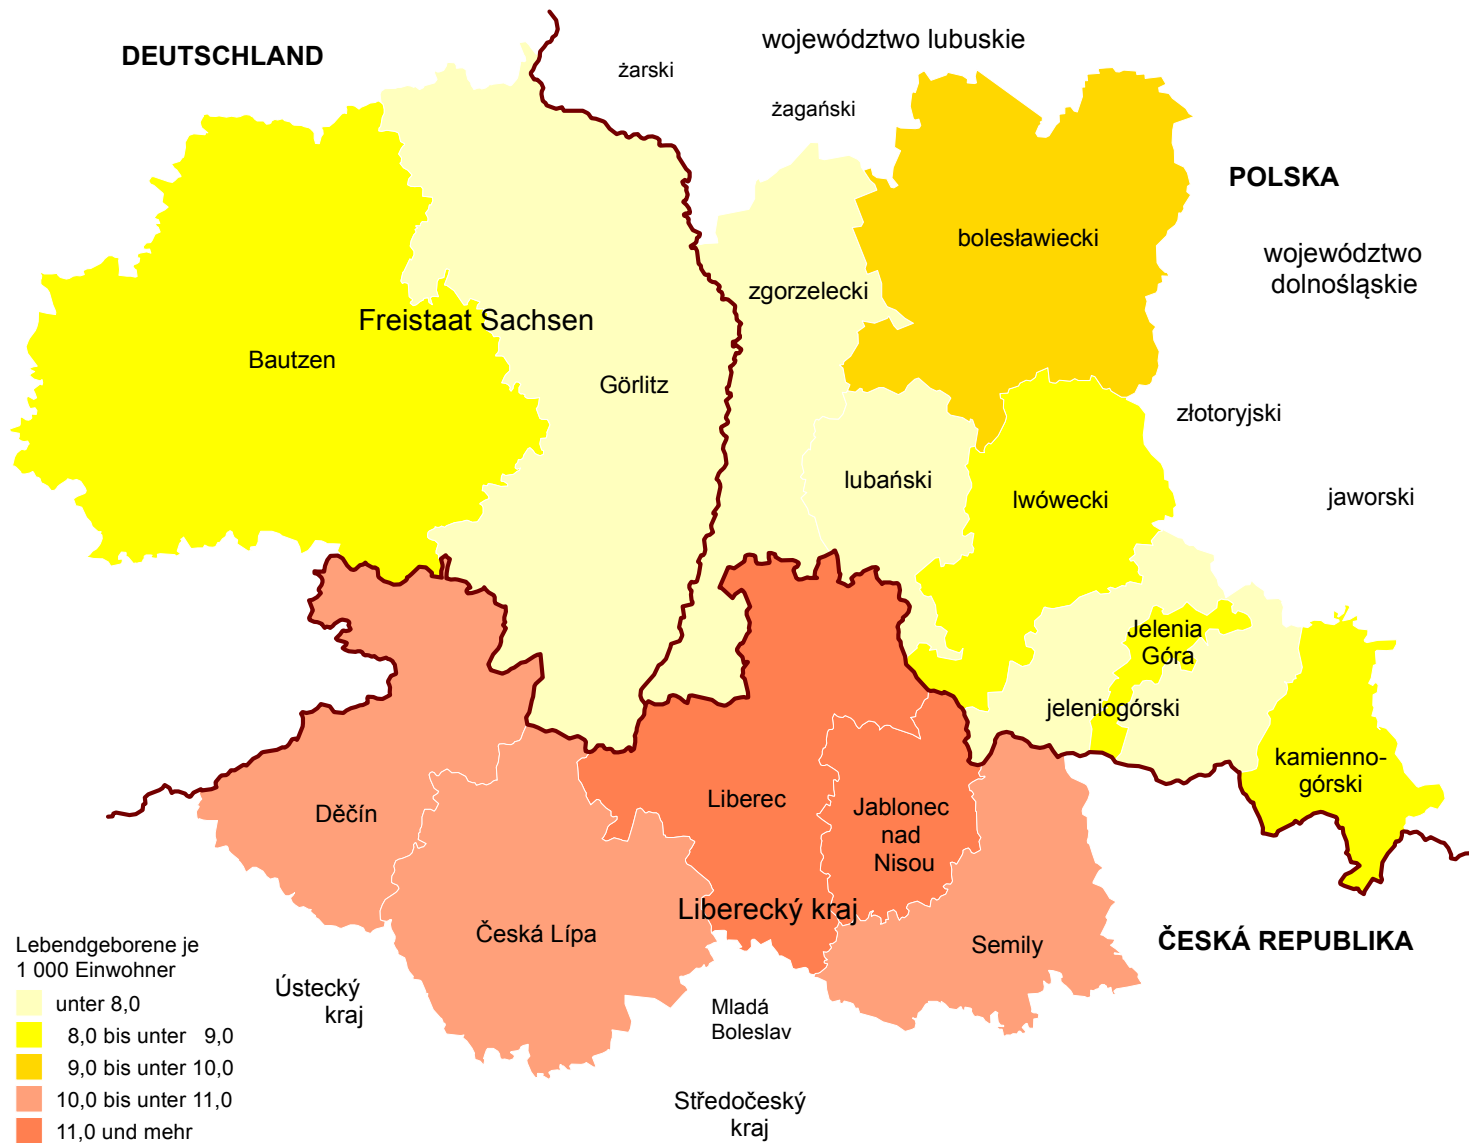 DEUTSCHLAND
województwo lubuskie
żarski
żagański
POLSKA
bolesławiecki
województwo
dolnośląskie
zgorzelecki
Freistaat Sachsen
Bautzen
Görlitz
złotoryjski
lubański
lwówecki
jaworski
Jelenia
Góra
jeleniogórski
kamienno-
górski
Děčín
Liberec
Jablonec
nad
Nisou
Liberecký kraj
Česká Lípa
Semily
ČESKÁ REPUBLIKA
Ústecký
kraj
Mladá
Boleslav
Středočeský
kraj
Lebendgeborene je
1 000 Einwohner
unter 8,0
8,0 bis unter 9,0
9,0 bis unter 10,0
10,0 bis unter 11,0
11,0 und mehr